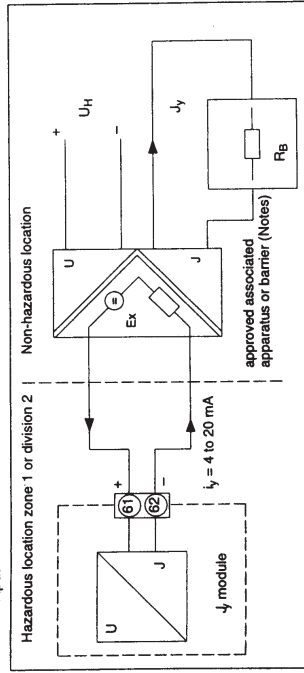 Hazardous location zone 1 or division 2
Non-hazardous location
U
J
Jy module
+
61
62
−
iy = 4 to 20 mA
U
=
Ex
J
+
UH
−
Jy
RB
approved associated
apparatus or barrier (Notes)